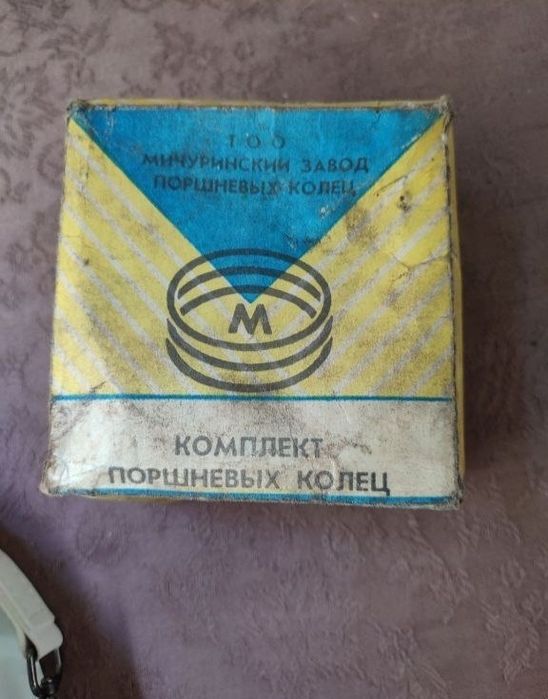 ТОО
МИЧУРИНСКИЙ ЗАВОД
ПОРШНЕВЫХ КОЛЕЦ
М
КОМПЛЕКТ
ПОРШНЕВЫХ КОЛЕЦ